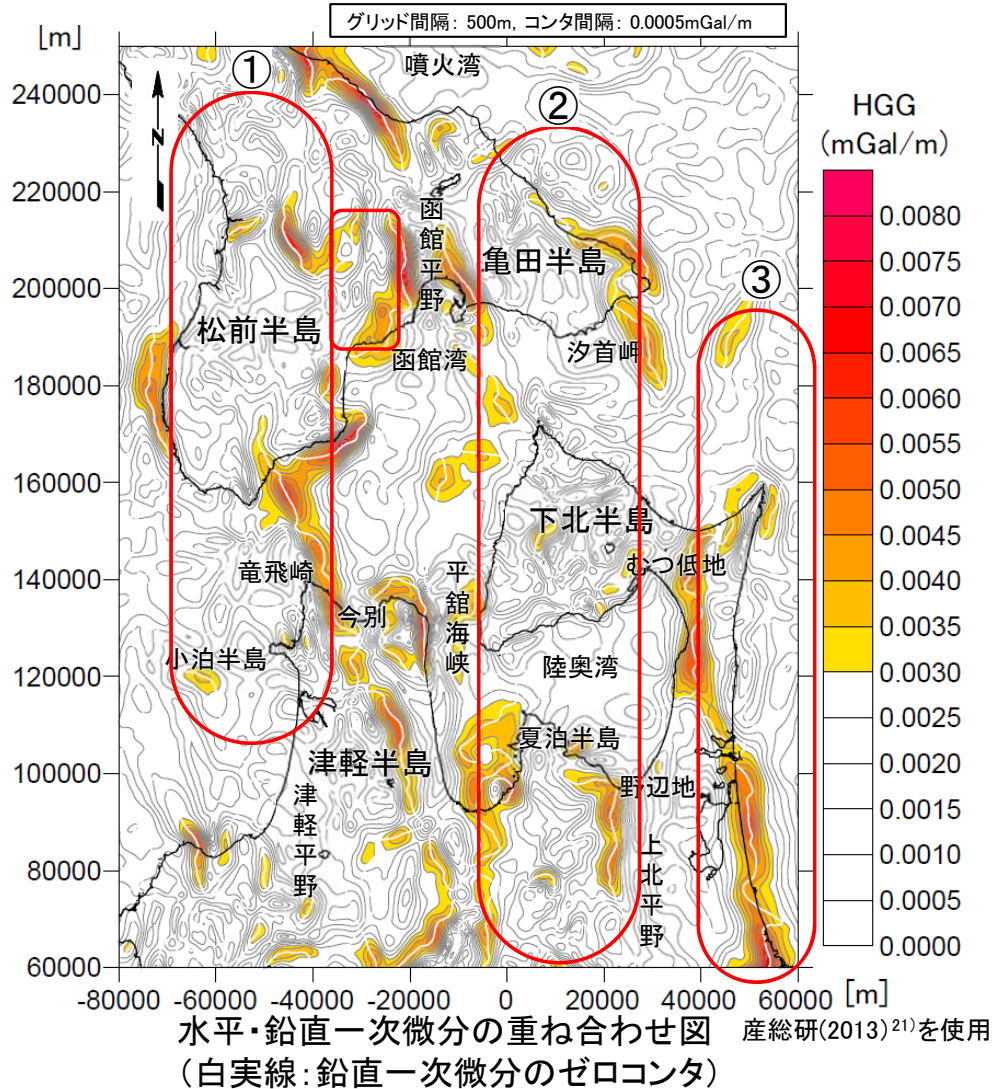 グリッド間隔: 500m, コンタ間隔: 0.0005mGal/m
[m]
噴火湾
①
②
③
HGG
(mGal/m)
240000
220000
200000
180000
160000
140000
120000
100000
80000
60000
N
函館平野
亀田半島
松前半島
函館湾
汐首岬
下北半島
竜飛崎
むつ低地
今別
平舘海峡
小泊半島
陸奥湾
夏泊半島
津軽半島
野辺地
津軽平野
上北平野
0.0080
0.0075
0.0070
0.0065
0.0060
0.0055
0.0050
0.0045
0.0040
0.0035
0.0030
0.0025
0.0020
0.0015
0.0010
0.0005
0.0000
-80000 -60000 -40000 -20000 0 20000 40000 60000 [m]
水平・鉛直一次微分の重ね合わせ図 産総研(2013)21)を使用
(白実線:鉛直一次微分のゼロコンタ)